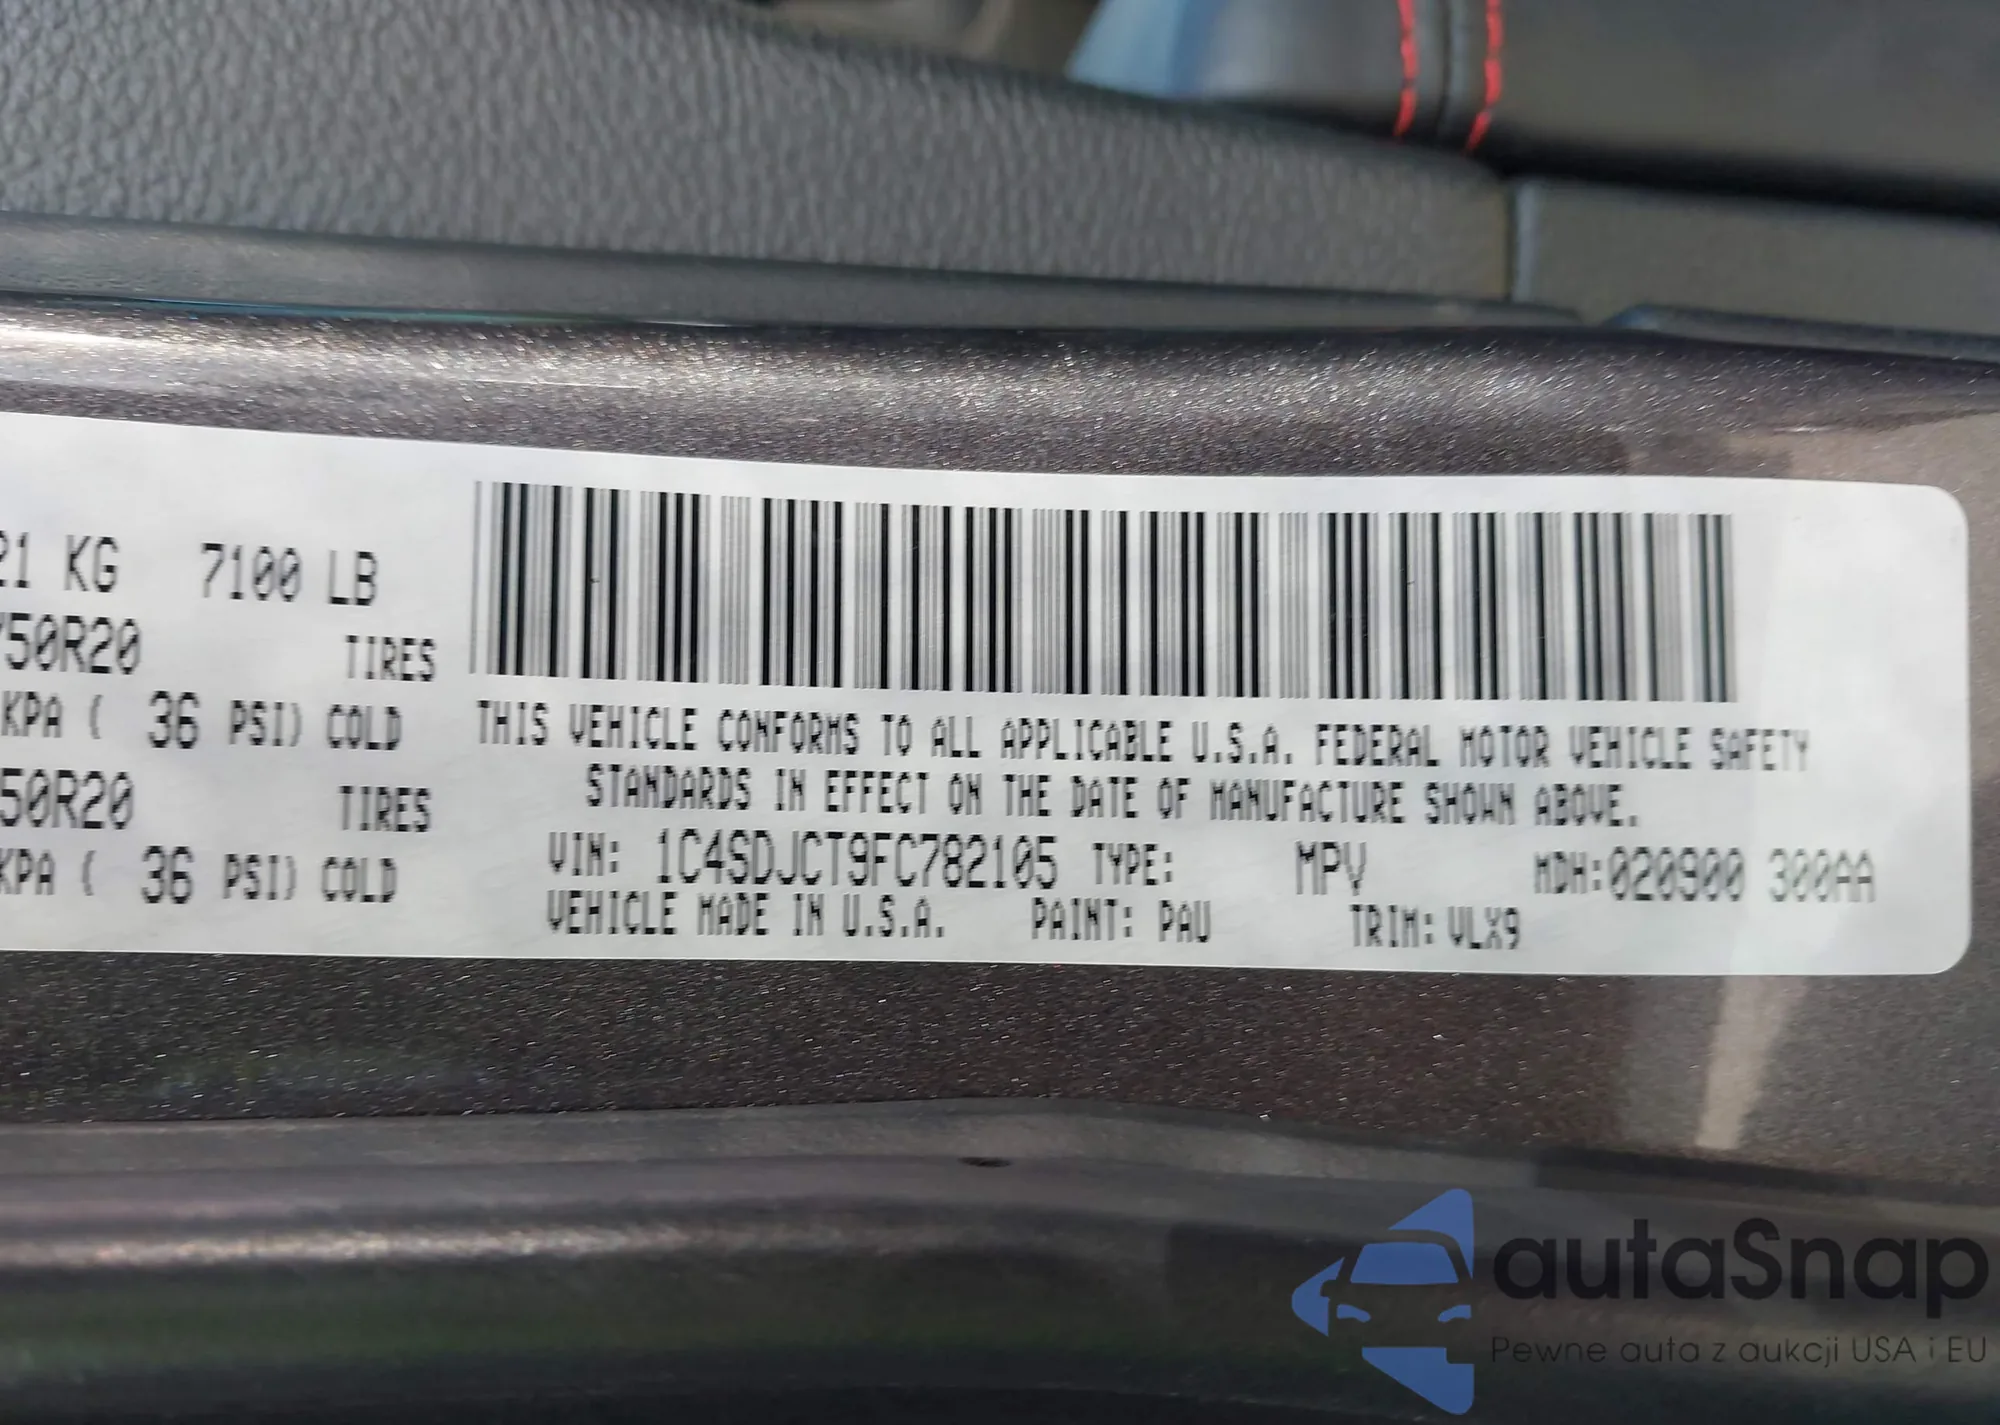 21 KG 7100 LB
/50R20 TIRES
KPA ( 36 PSI) COLD
50R20 TIRES
KPA ( 36 PSI) COLD
THIS VEHICLE CONFORMS TO ALL APPLICABLE U.S.A. FEDERAL MOTOR VEHICLE SAFETY
STANDARDS IN EFFECT ON THE DATE OF MANUFACTURE SHOWN ABOVE.
VIN: 1C4SDJCT9FC782105 TYPE: MPV MDH:020900 300AA
VEHICLE MADE IN U.S.A. PAINT: PAU TRIM: VLX9
autaSnap
Pewne auta z aukcji USA i EU